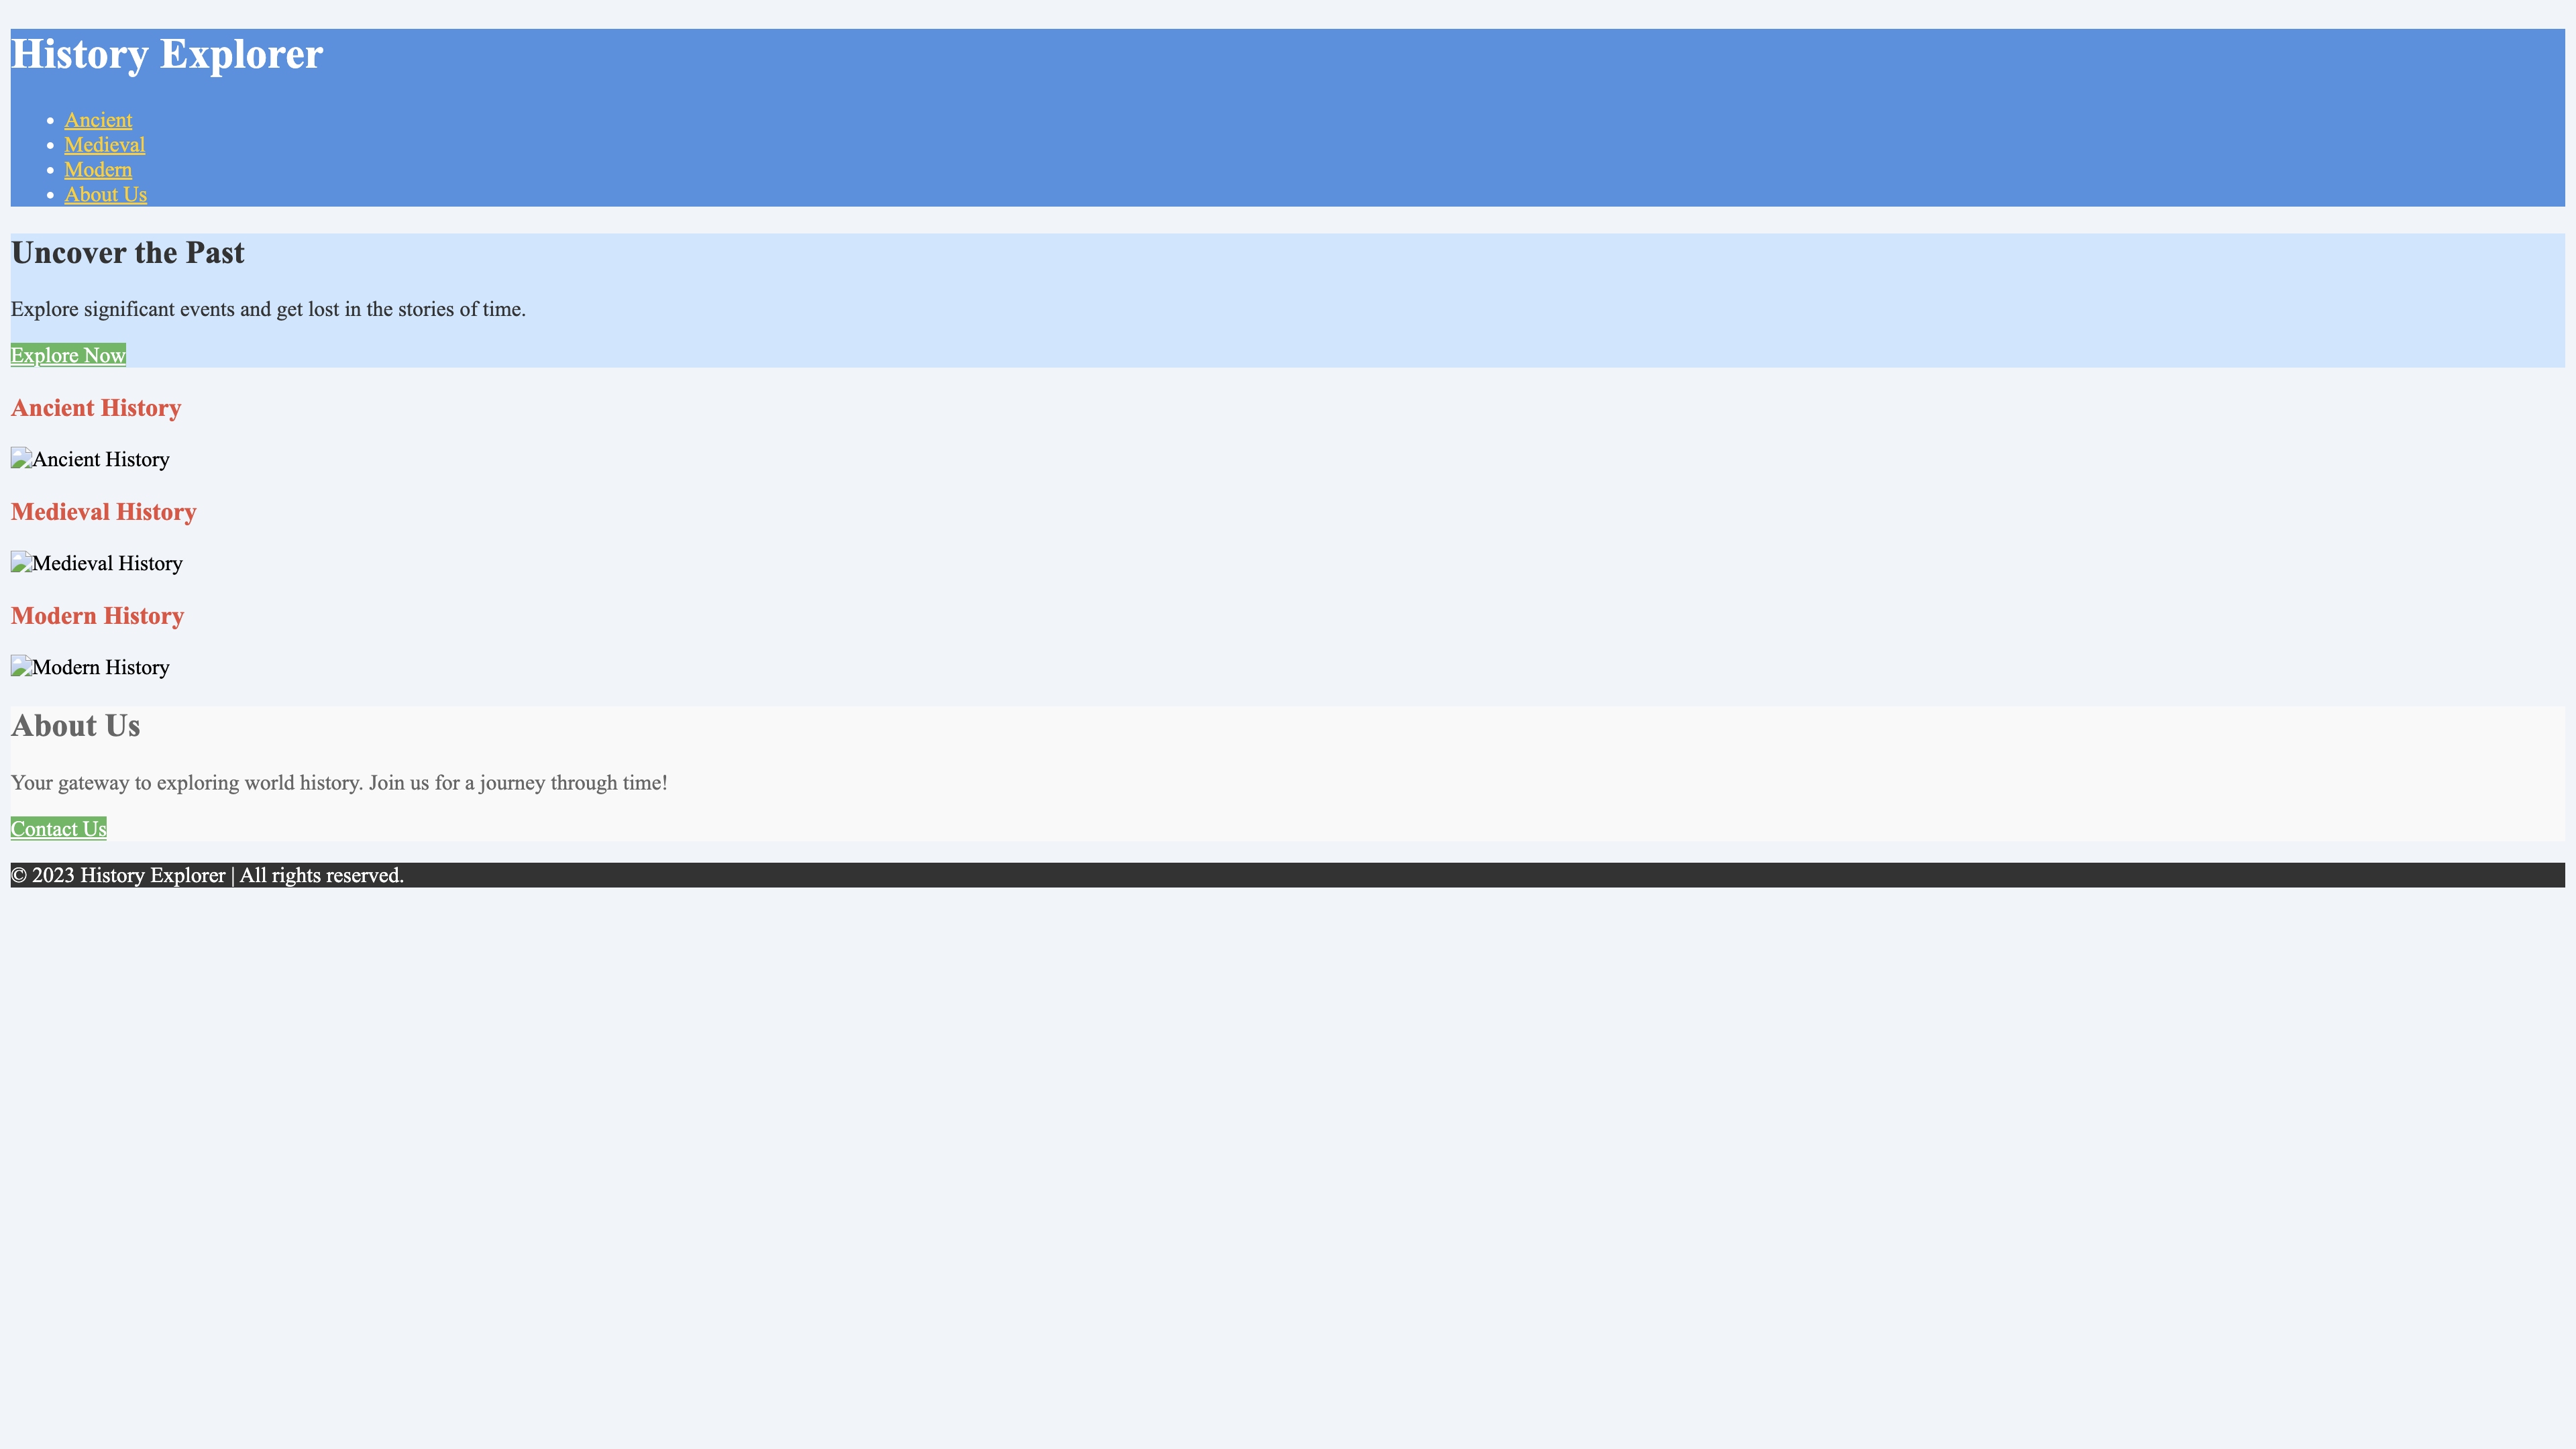 History Explorer
Ancient
Medieval
Modern
About Us
Uncover the Past
Explore significant events and get lost in the stories of time.
Explore Now
Ancient History
Ancient History
Medieval History
Medieval History
Modern History
Modern History
About Us
Your gateway to exploring world history. Join us for a journey through time!
Contact Us
© 2023 History Explorer | All rights reserved.